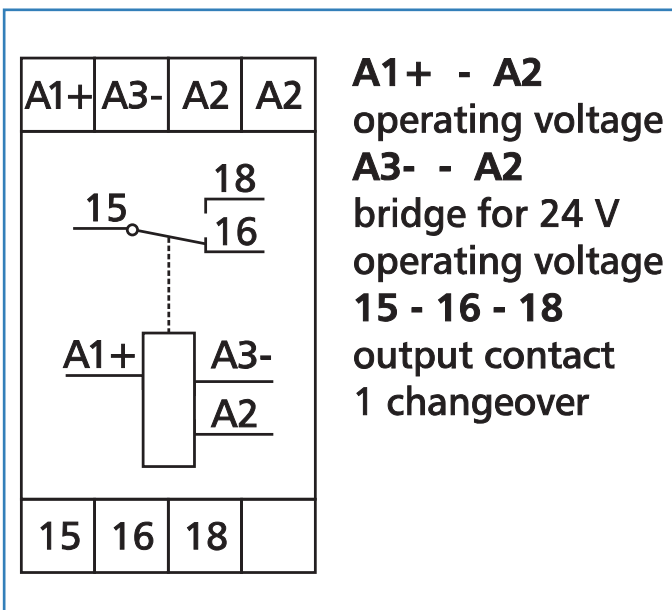 A1+ A3- A2 A2
18
15
16
A1+ A3-
A2
15 16 18
A1+ - A2
operating voltage
A3- - A2
bridge for 24 V
operating voltage
15 - 16 - 18
output contact
1 changeover